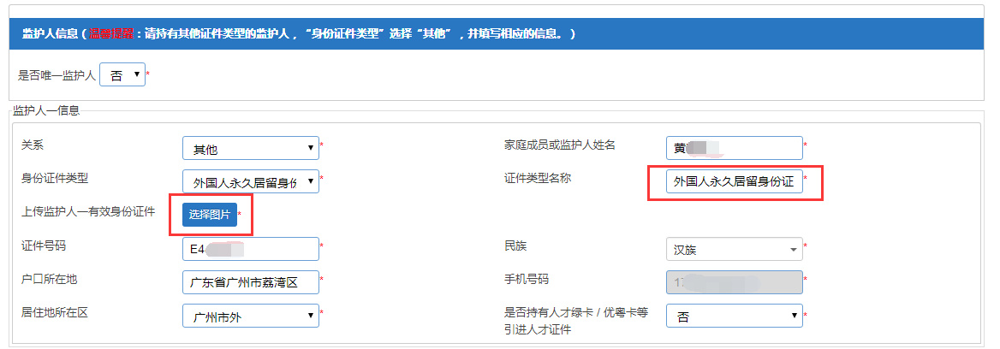 监护人信息（温馨提醒：请持有其他证件类型的监护人，“身份证件类型”选择“其他”，并填写相应的信息。）
是否唯一监护人 否 *
监护人一信息
关系 其他 * 家庭成员或监护人姓名 黄 *
身份证件类型 外国人永久居留身份 * 证件类型名称 外国人永久居留身份证 *
上传监护人一有效身份证件 选择图片 *
证件号码 E4 * 民族 汉族 *
户口所在地 广东省广州市荔湾区 * 手机号码 17 *
居住地所在区 广州市外 * 是否持有人才绿卡 / 优粤卡等 否 *
引进人才证件